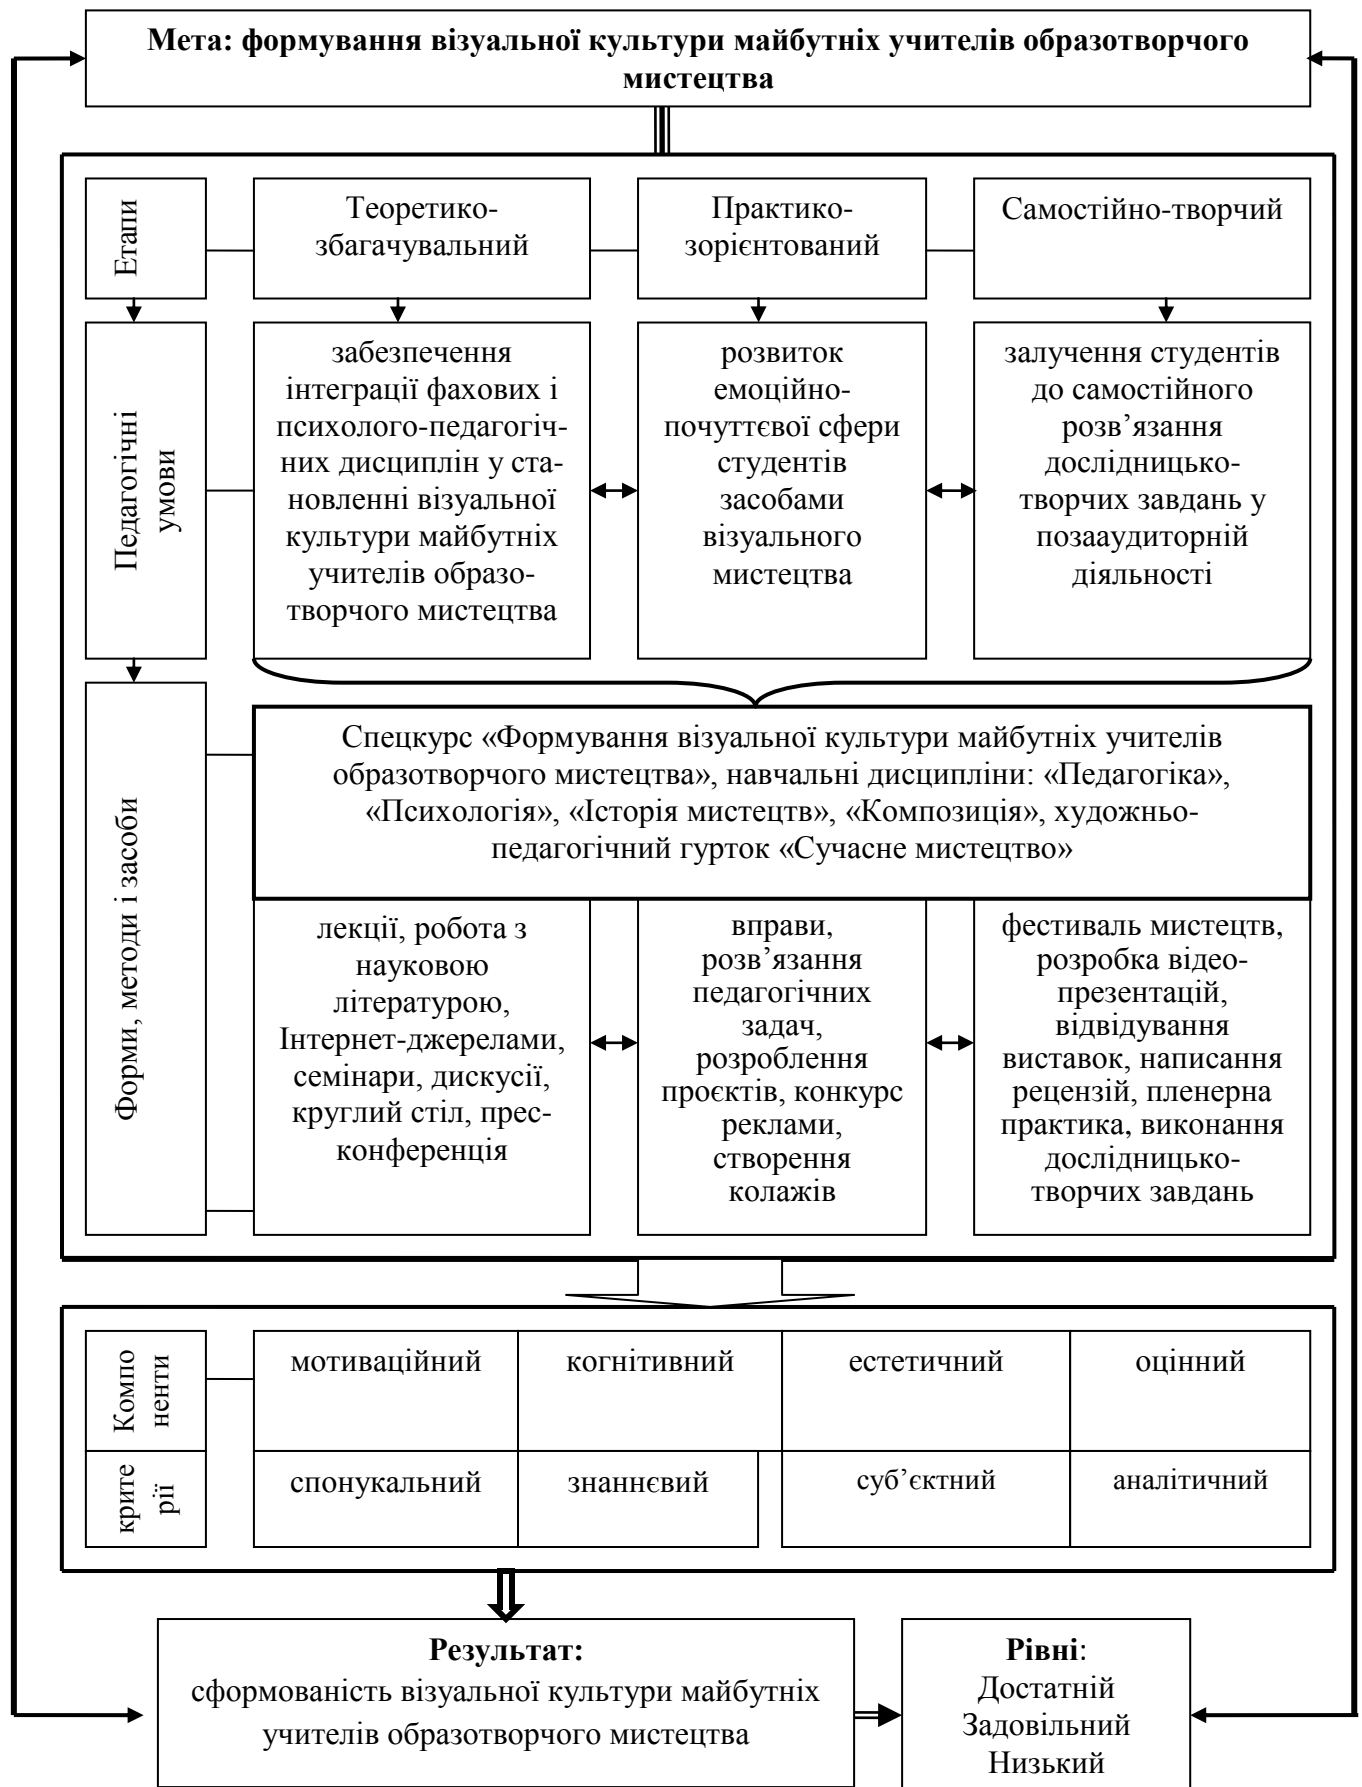 Мета: формування візуальної культури майбутніх учителів образотворчого
мистецтва
Етапи
Теоретико-
збагачувальний
Практико-
зорієнтований
Самостійно-творчий
Педагогічні
умови
забезпечення
інтеграції фахових і
психолого-педагогіч-
них дисциплін у ста-
новленні візуальної
культури майбутніх
учителів образо-
творчого мистецтва
розвиток
емоційно-
почуттєвої сфери
студентів
засобами
візуального
мистецтва
залучення студентів
до самостійного
розв’язання
дослідницько-
творчих завдань у
позааудиторній
діяльності
Форми, методи і засоби
Спецкурс «Формування візуальної культури майбутніх учителів
образотворчого мистецтва», навчальні дисципліни: «Педагогіка»,
«Психологія», «Історія мистецтв», «Композиція», художньо-
педагогічний гурток «Сучасне мистецтво»
лекції, робота з
науковою
літературою,
Інтернет-джерелами,
семінари, дискусії,
круглий стіл, прес-
конференція
вправи,
розв’язання
педагогічних
задач,
розроблення
проєктів, конкурс
реклами,
створення
колажів
фестиваль мистецтв,
розробка відео-
презентацій,
відвідування
виставок, написання
рецензій, пленерна
практика, виконання
дослідницько-
творчих завдань
Компо
ненти
мотиваційний
когнітивний
естетичний
оцінний
крите
рії
спонукальний
знаннєвий
суб’єктний
аналітичний
Результат:
сформованість візуальної культури майбутніх
учителів образотворчого мистецтва
Рівні:
Достатній
Задовільний
Низький